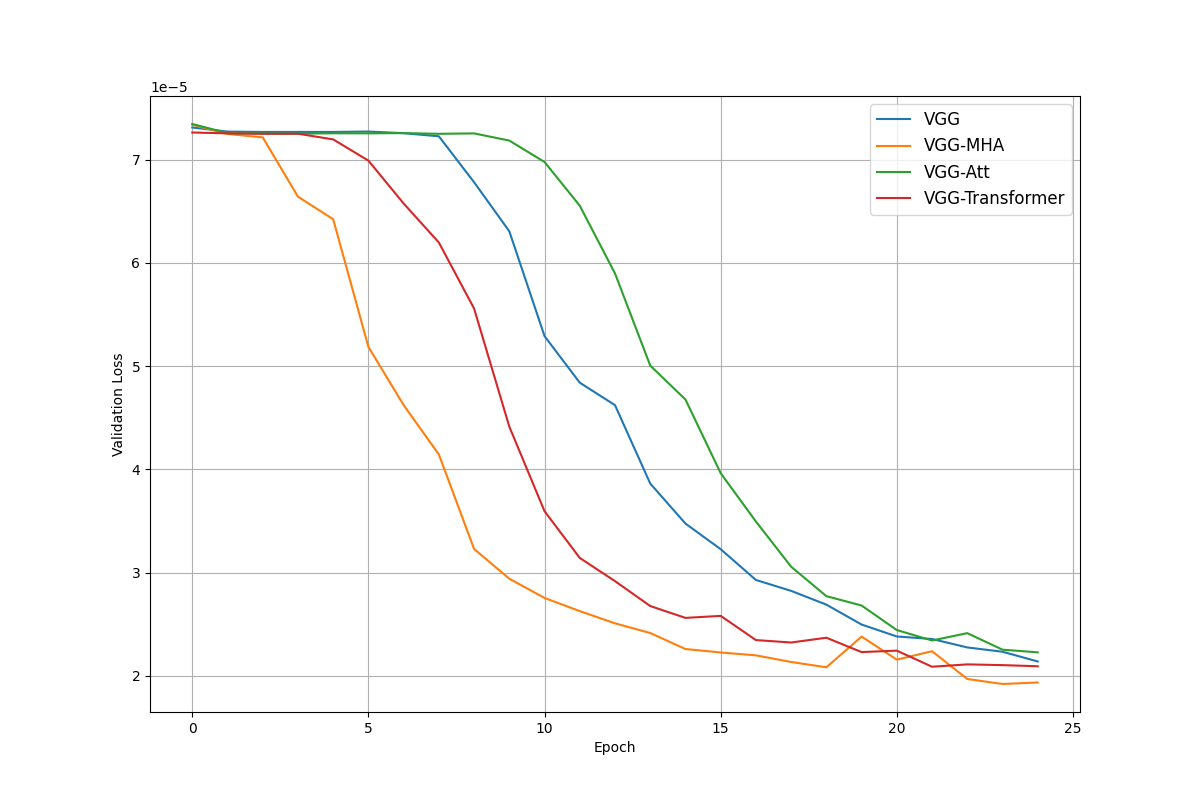 1e−5
VGG
VGG-MHA
VGG-Att
VGG-Transformer
7
6
5
4
3
2
Validation Loss
0 5 10 15 20 25
Epoch